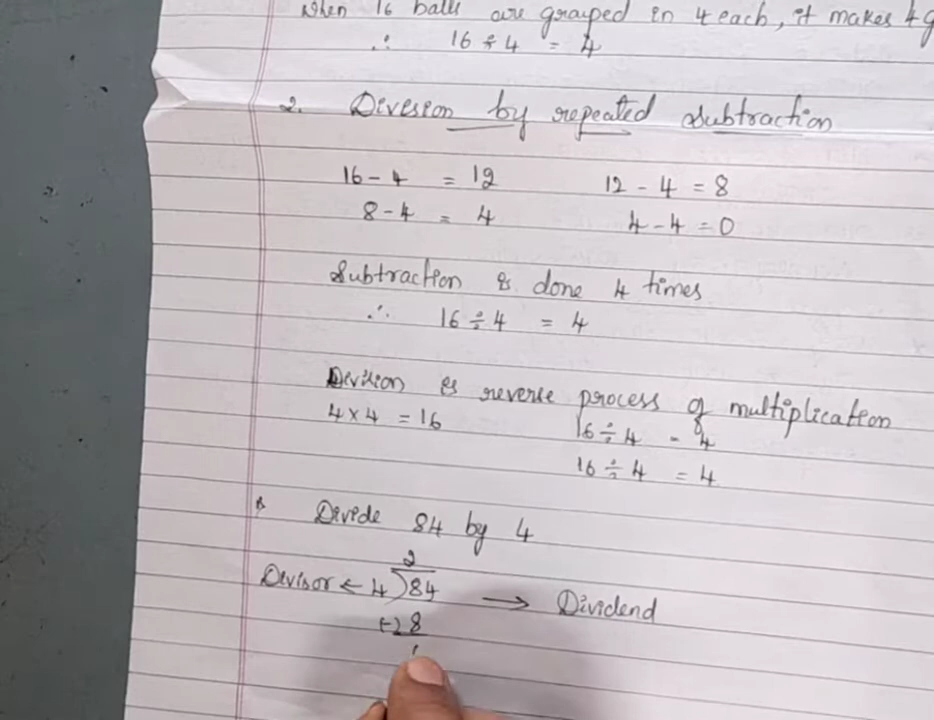 When 16 balls are grouped in 4 each, it makes 4 g
∴ 16 ÷ 4 = 4
2. Division by repeated subtraction
16 - 4 = 12 12 - 4 = 8
8 - 4 = 4 4 - 4 = 0
Subtraction is done 4 times
∴ 16 ÷ 4 = 4
Division is reverse process of multiplication
4 × 4 = 16 16 ÷ 4 = 4
16 ÷ 4 = 4
Divide 84 by 4
2
Divisor ← 4)84 → Dividend
(-) 8